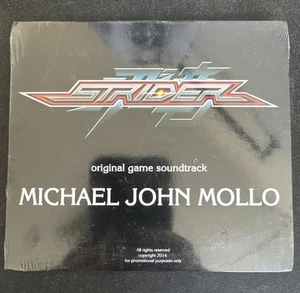 STRIDER
original game soundtrack
MICHAEL JOHN MOLLO
All rights reserved
copyright 2014
for promotional purposes only